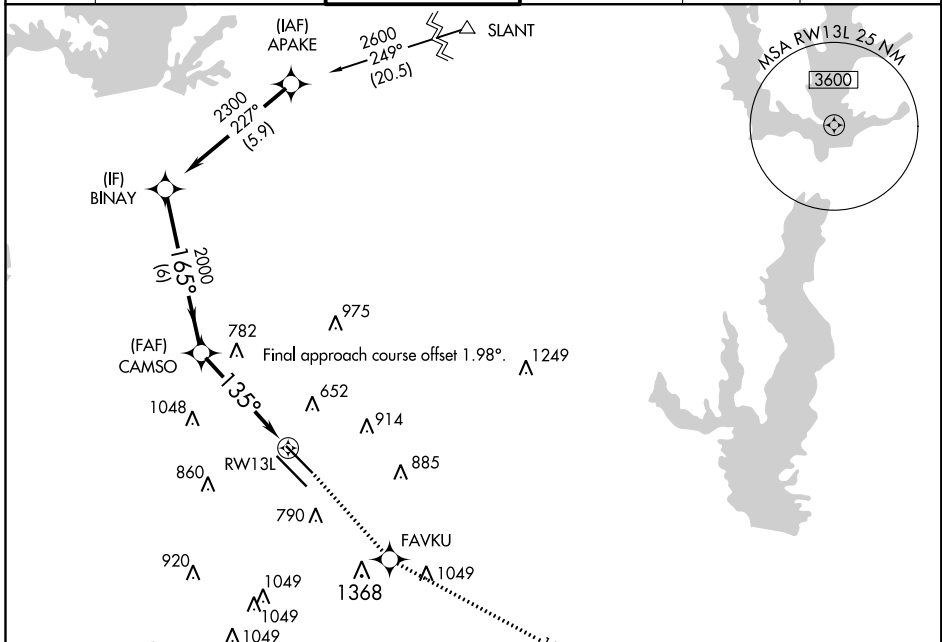 (IAF)
APAKE
2600
249°
(20.5)
SLANT
MSA RW13L 25 NM
3600
2300
227°
(5.9)
(IF)
BINAY
2000
165°
(6)
975
782
(FAF)
CAMSO
Final approach course offset 1.98°.
1249
135°
652
1048
914
RW13L
885
860
790
FAVKU
920
1368
1049
1049
1049
1049